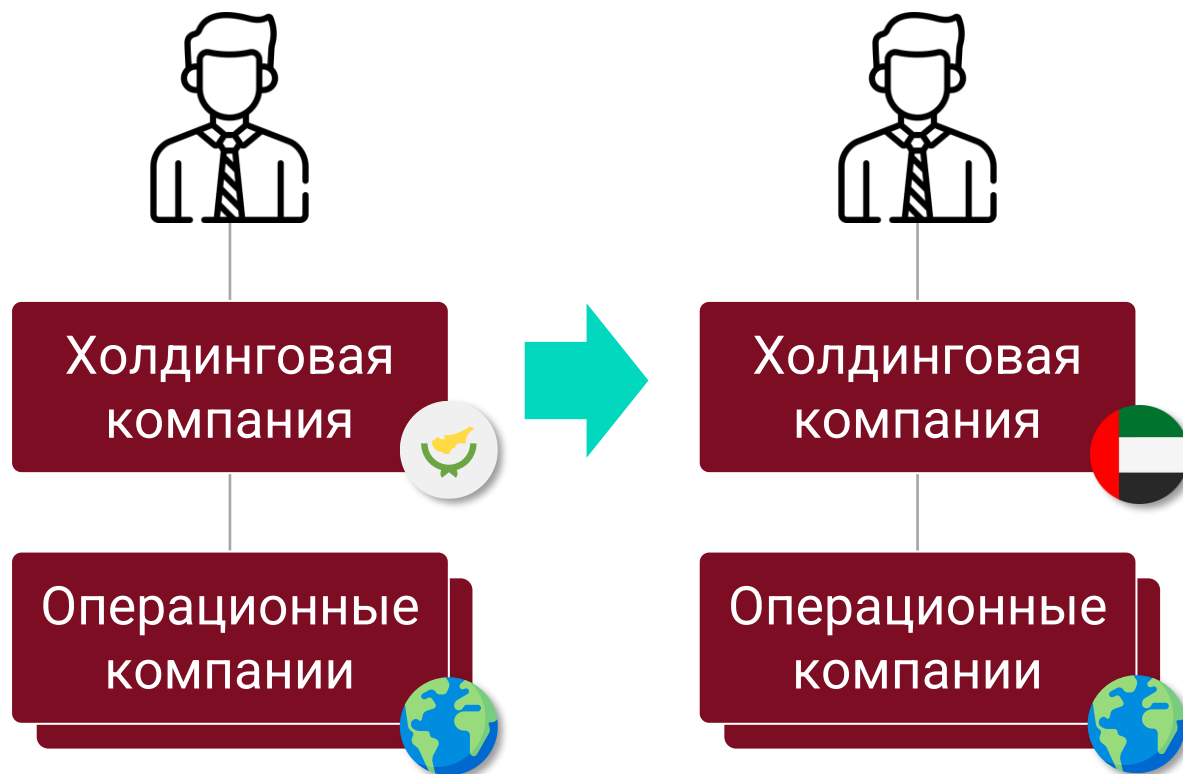 Холдинговая
компания
Операционные
компании
Холдинговая
компания
Операционные
компании